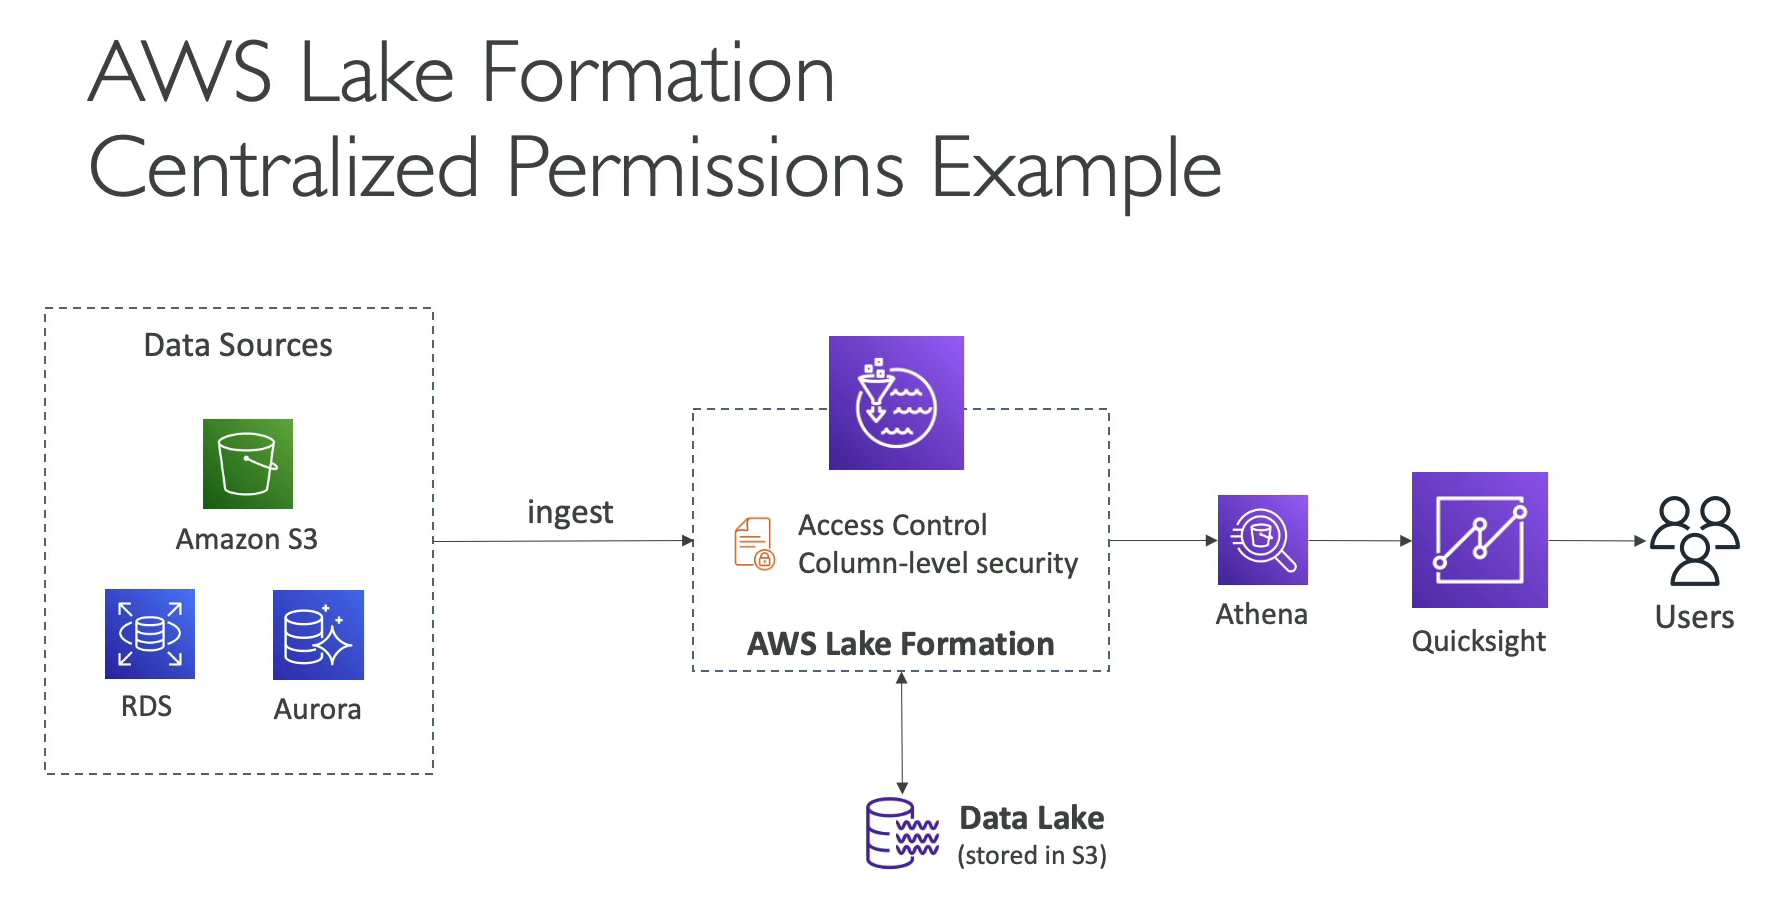 AWS Lake Formation
Centralized Permissions Example
Data Sources
Amazon S3
RDS
Aurora
ingest
Access Control
Column-level security
AWS Lake Formation
Data Lake
(stored in S3)
Athena
Quicksight
Users